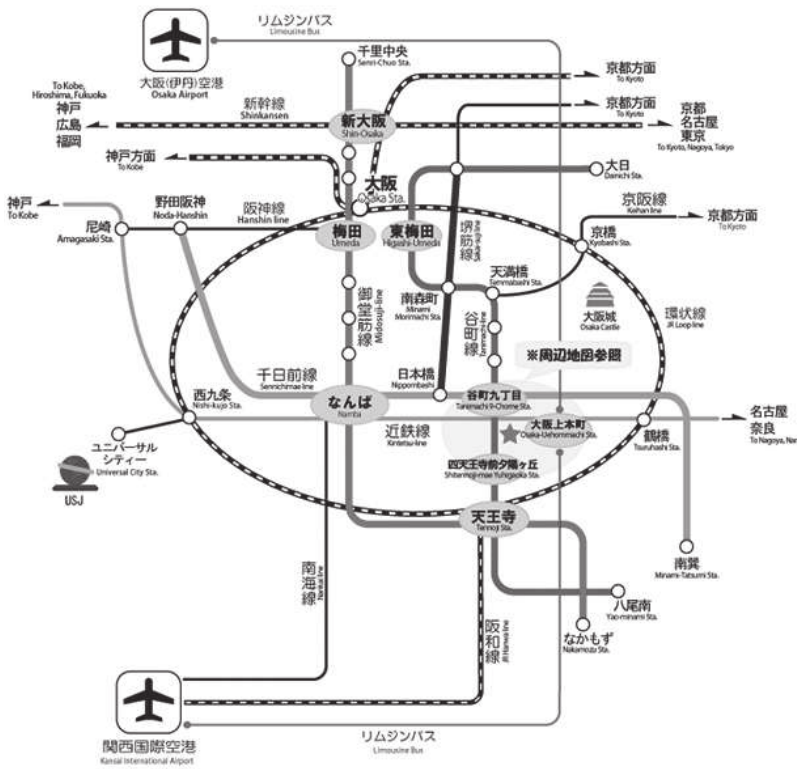 リムジンバス
Limousine Bus
大阪(伊丹)空港
Osaka Airport
千里中央
Senri-Chuo Sta.
京都方面
To Kyoto
To Kobe,
Hiroshima, Fukuoka
神戸
広島
福岡
新幹線
Shinkansen
新大阪
Shin-Osaka
京都方面
To Kyoto
京都
名古屋
東京
To Kyoto, Nagoya, Tokyo
神戸方面
To Kobe
大日
Dainichi Sta.
大阪
Osaka Sta.
神戸
To Kobe
野田阪神
Noda-Hanshin
阪神線
Hanshin line
京阪線
Keihan line
京都方面
To Kyoto
尼崎
Amagasaki Sta.
梅田
Umeda
東梅田
Higashi-Umeda
堺筋線
Sakaisuji-line
京橋
Kyobashi Sta.
天満橋
Temmabashi Sta.
御堂筋線
Midosuji-line
南森町
Minami
Morimachi Sta.
谷町線
Tanimachi-line
大阪城
Osaka Castle
環状線
JR Loop line
※周辺地図参照
千日前線
Sennichimae line
日本橋
Nippombashi
西九条
Nishi-kujo Sta.
なんば
Namba
谷町九丁目
Tanimachi 9-Chome Sta.
近鉄線
Kintetsu-line
大阪上本町
Osaka-Uehommachi Sta.
鶴橋
Tsuruhashi Sta.
名古屋
奈良
To Nagoya, Nar
ユニバーサル
シティー
Universal City Sta.
USJ
四天王寺前夕陽ヶ丘
Shitennoji-mae Yuhigaoka Sta.
天王寺
Tennoji Sta.
南巽
Minami-Tatsumi Sta.
南海線
Nankai line
阪和線
JR Hanwa line
八尾南
Yao-minami Sta.
なかもず
Nakamozu Sta.
関西国際空港
Kansai International Airport
リムジンバス
Limousine Bus